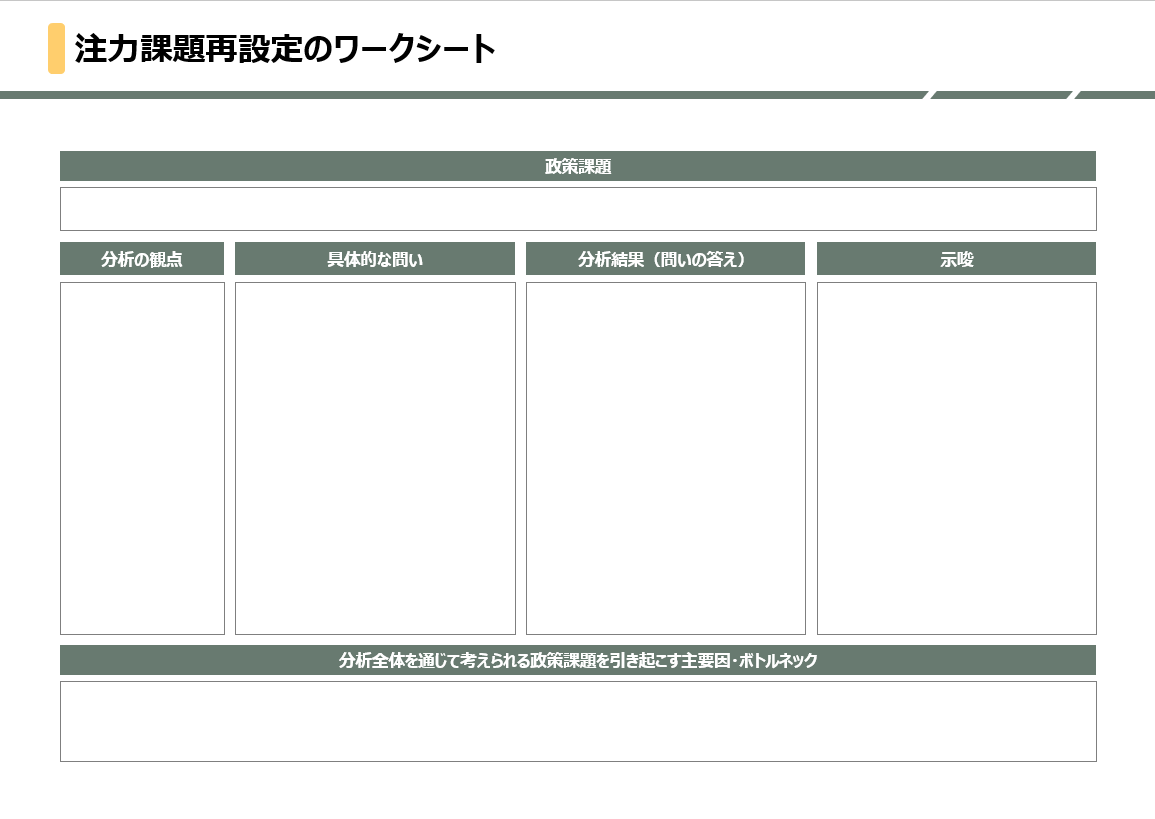 注力課題再設定のワークシート
政策課題
分析の観点
具体的な問い
分析結果（問いの答え）
示唆
分析全体を通じて考えられる政策課題を引き起こす主要因・ボトルネック